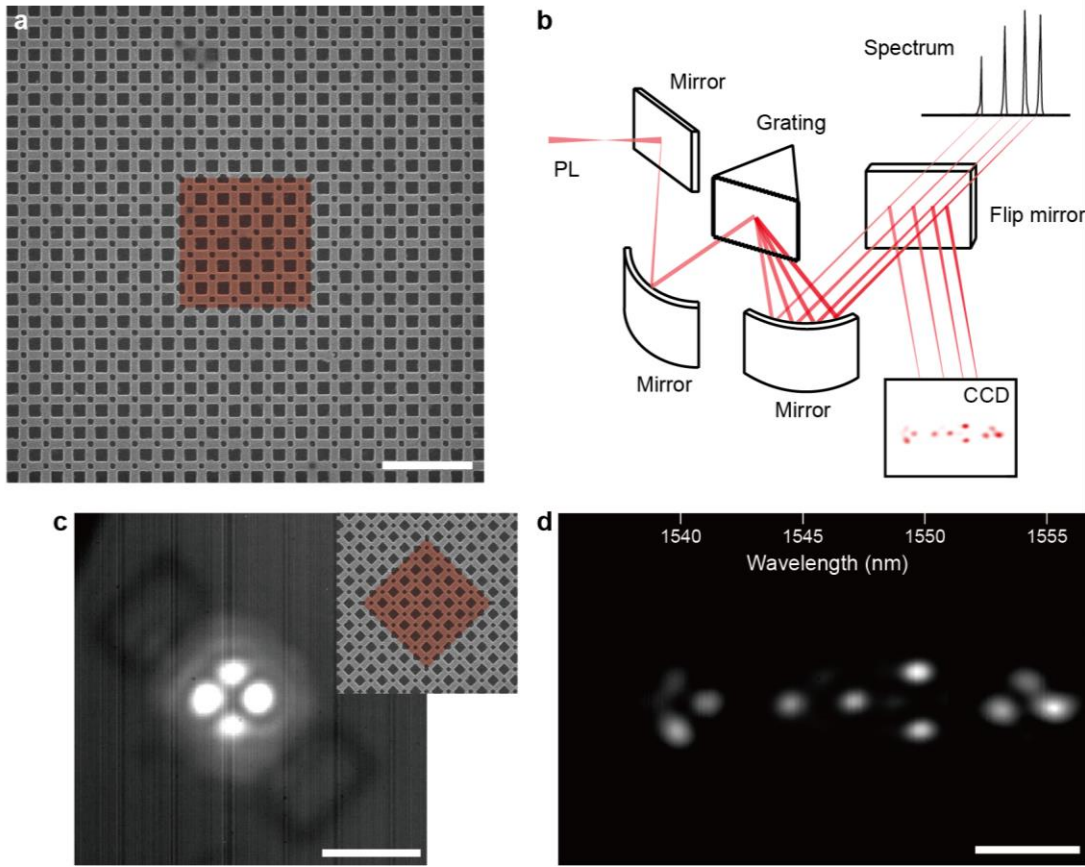 a
b
Spectrum
Mirror
Grating
PL
Flip mirror
Mirror
Mirror
CCD
c
d
1540 1545 1550 1555
Wavelength (nm)